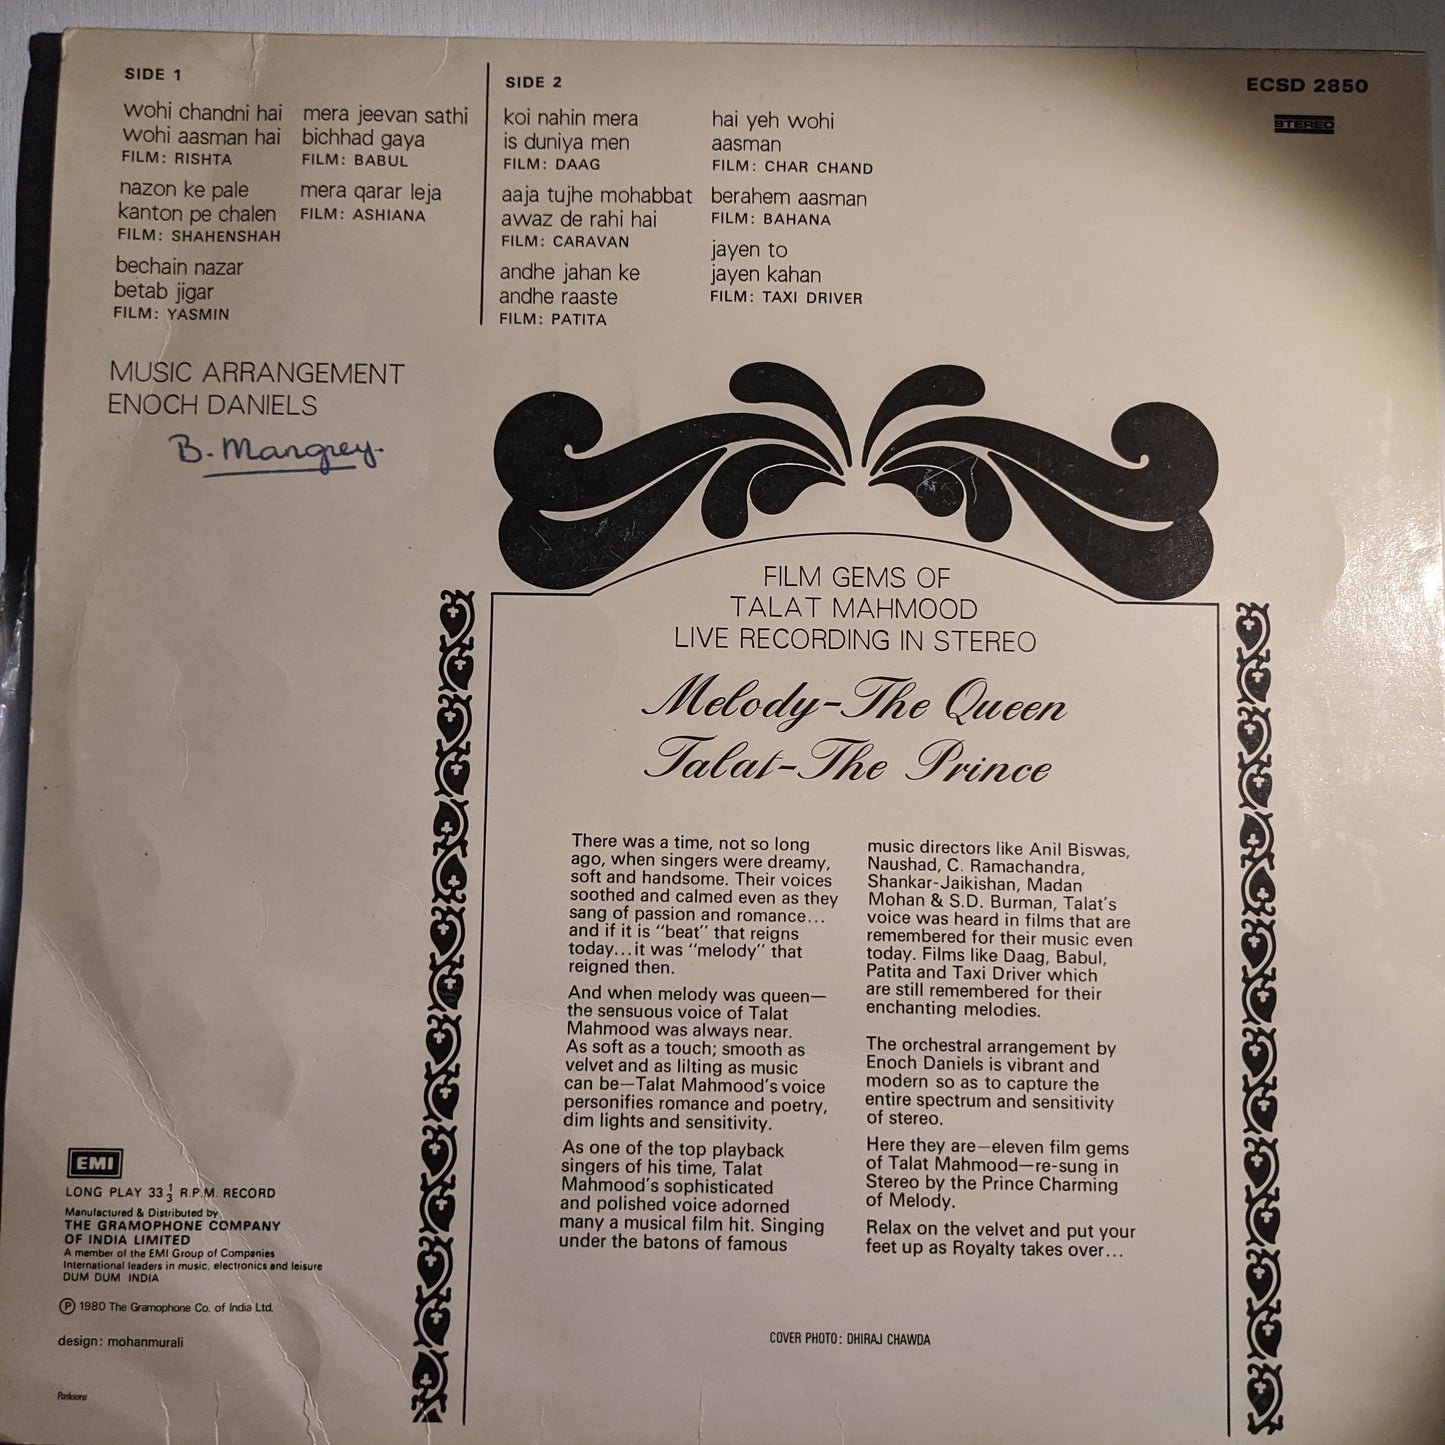 SIDE 1
wohi chandni hai
wohi aasman hai
FILM: RISHTA
nazon ke pale
kanton pe chalen
FILM: SHAHENSHAH
bechain nazar
betab jigar
FILM: YASMIN
mera jeevan sathi
bichhad gaya
FILM: BABUL
mera qarar leja
FILM: ASHIANA
SIDE 2
koi nahin mera
is duniya men
FILM: DAAG
aaja tujhe mohabbat
awaz de rahi hai
FILM: CARAVAN
andhe jahan ke
andhe raaste
FILM: PATITA
hai yeh wohi
aasman
FILM: CHAR CHAND
berahem aasman
FILM: BAHANA
jayen to
jayen kahan
FILM: TAXI DRIVER
ECSD 2850
STEREO
MUSIC ARRANGEMENT
ENOCH DANIELS
B. Mangrey.
FILM GEMS OF
TALAT MAHMOOD
LIVE RECORDING IN STEREO
Melody-The Queen
Talat-The Prince
There was a time, not so long
ago, when singers were dreamy,
soft and handsome. Their voices
soothed and calmed even as they
sang of passion and romance...
and if it is "beat" that reigns
today...it was "melody" that
reigned then.
And when melody was queen—
the sensuous voice of Talat
Mahmood was always near.
As soft as a touch; smooth as
velvet and as lilting as music
can be—Talat Mahmood's voice
personifies romance and poetry,
dim lights and sensitivity.
As one of the top playback
singers of his time, Talat
Mahmood's sophisticated
and polished voice adorned
many a musical film hit. Singing
under the batons of famous
music directors like Anil Biswas,
Naushad, C. Ramachandra,
Shankar-Jaikishan, Madan
Mohan & S.D. Burman, Talat's
voice was heard in films that are
remembered for their music even
today. Films like Daag, Babul,
Patita and Taxi Driver which
are still remembered for their
enchanting melodies.
The orchestral arrangement by
Enoch Daniels is vibrant and
modern so as to capture the
entire spectrum and sensitivity
of stereo.
Here they are—eleven film gems
of Talat Mahmood—re-sung in
Stereo by the Prince Charming
of Melody.
Relax on the velvet and put your
feet up as Royalty takes over...
COVER PHOTO: DHIRAJ CHAWDA
EMI
LONG PLAY 33 1/3 R.P.M. RECORD
Manufactured & Distributed by
THE GRAMOPHONE COMPANY
OF INDIA LIMITED
A member of the EMI Group of Companies
International leaders in music, electronics and leisure
DUM DUM INDIA
Ⓟ 1980 The Gramophone Co. of India Ltd.
design: mohanmurali
Parksons